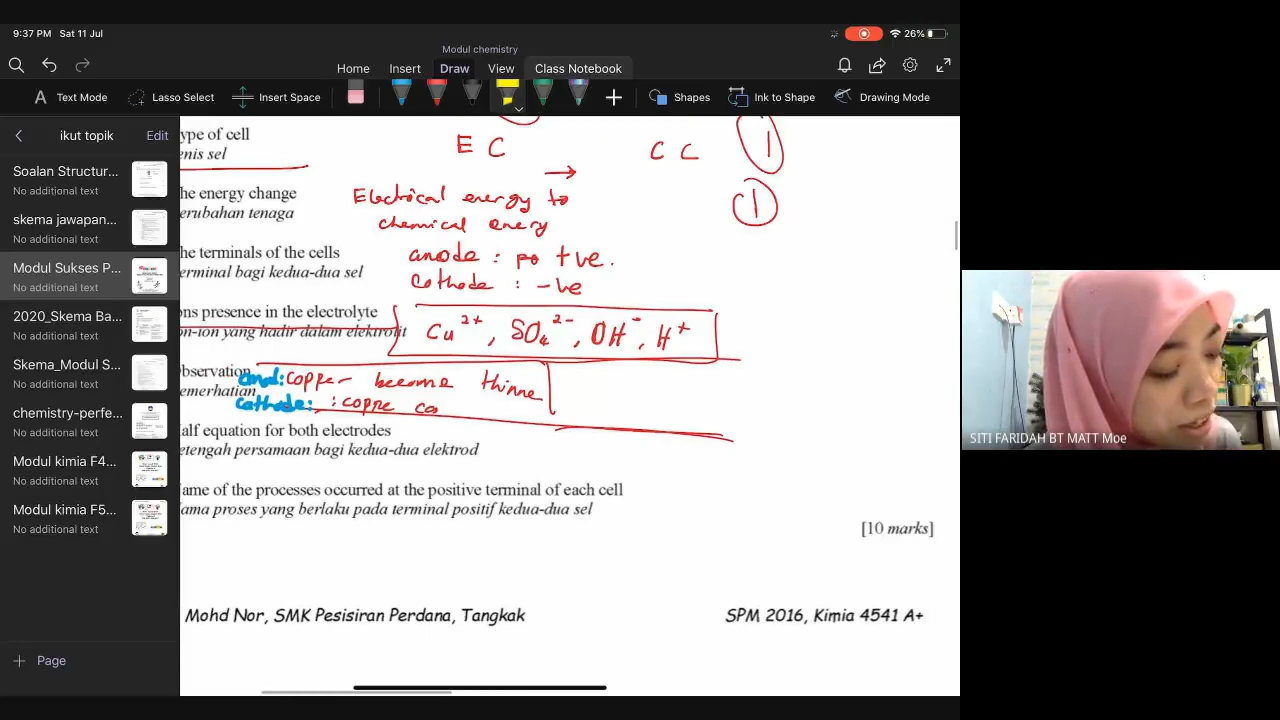 9:37 PM Sat 11 Jul
26%
Modul chemistry
Home Insert Draw View Class Notebook
Text Mode Lasso Select Insert Space Shapes Ink to Shape Drawing Mode
ikut topik Edit
Soalan Structur...
No additional text
skema jawapan...
No additional text
Modul Sukses P...
No additional text
2020_Skema Ba...
No additional text
Skema_Modul S...
No additional text
chemistry-perfe...
No additional text
Modul kimia F4...
No additional text
Modul kimia F5...
No additional text
Page
ype of cell
enis sel
E C C C 1
he energy change
erubahan tenaga
Electrical energy to → 1
chemical energy
he terminals of the cells
erminal bagi kedua-dua sel
anode : +ve.
cathode : -ve
ons presence in the electrolyte
on-ion yang hadir dalam elektrolit
Cu2+, SO42-, OH-, H+
Observation
emerhatian
copper become thinne
cathode: : coppe co
alf equation for both electrodes
etengah persamaan bagi kedua-dua elektrod
ame of the processes occurred at the positive terminal of each cell
ama proses yang berlaku pada terminal positif kedua-dua sel
[10 marks]
Mohd Nor, SMK Pesisiran Perdana, Tangkak SPM 2016, Kimia 4541 A+
SITI FARIDAH BT MATT Moe